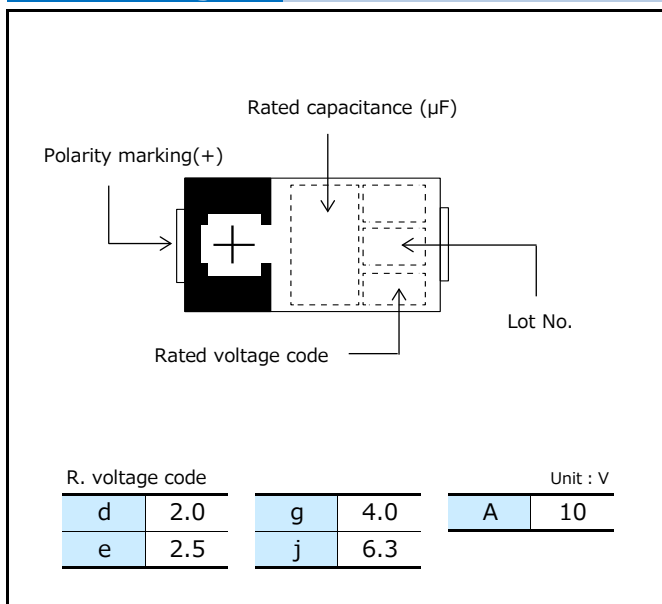 Rated capacitance (µF)
Polarity marking(+)
Lot No.
Rated voltage code
R. voltage code
Unit : V
d 2.0 g 4.0 A 10
e 2.5 j 6.3